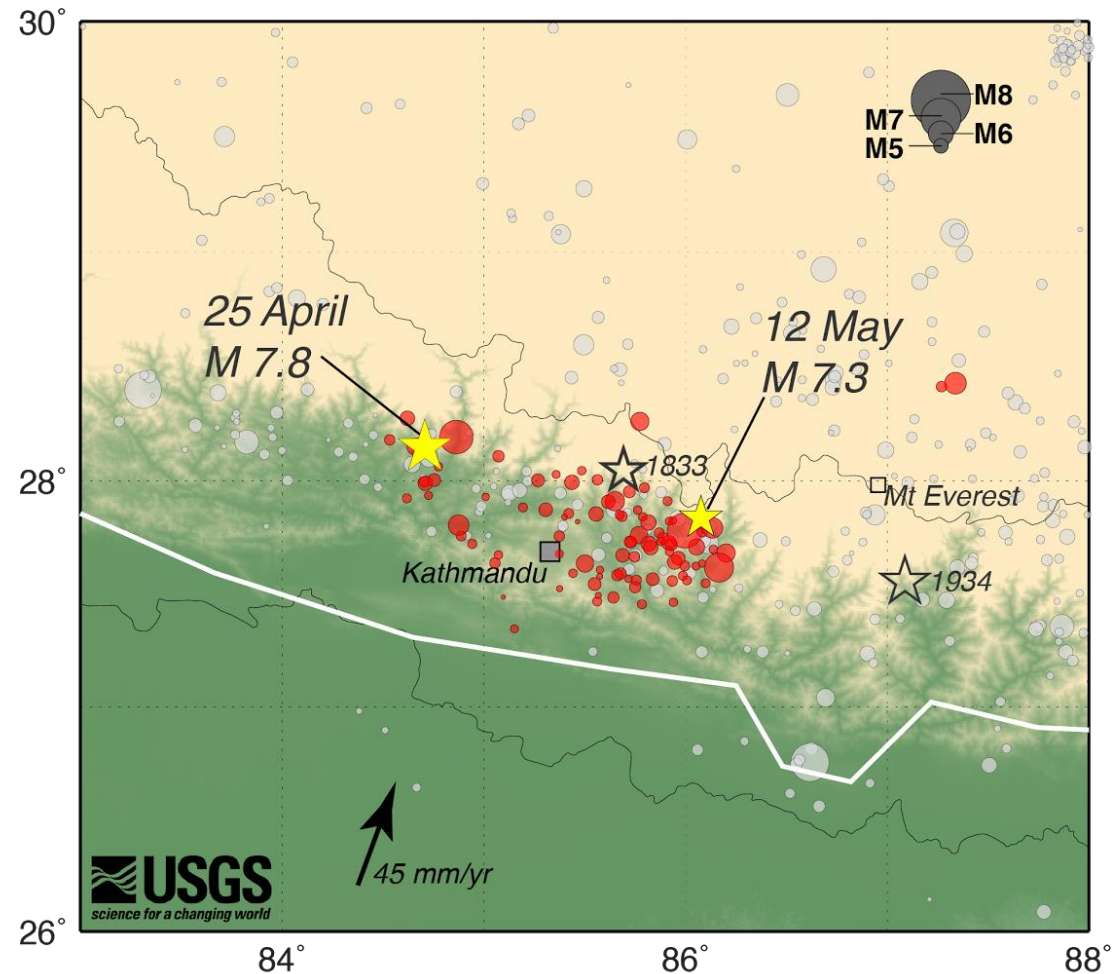 30°
M8
M7
M6
M5
25 April
M 7.8
12 May
M 7.3
28°
1833
Mt Everest
Kathmandu
1934
45 mm/yr
USGS
science for a changing world
26°
84°
86°
88°